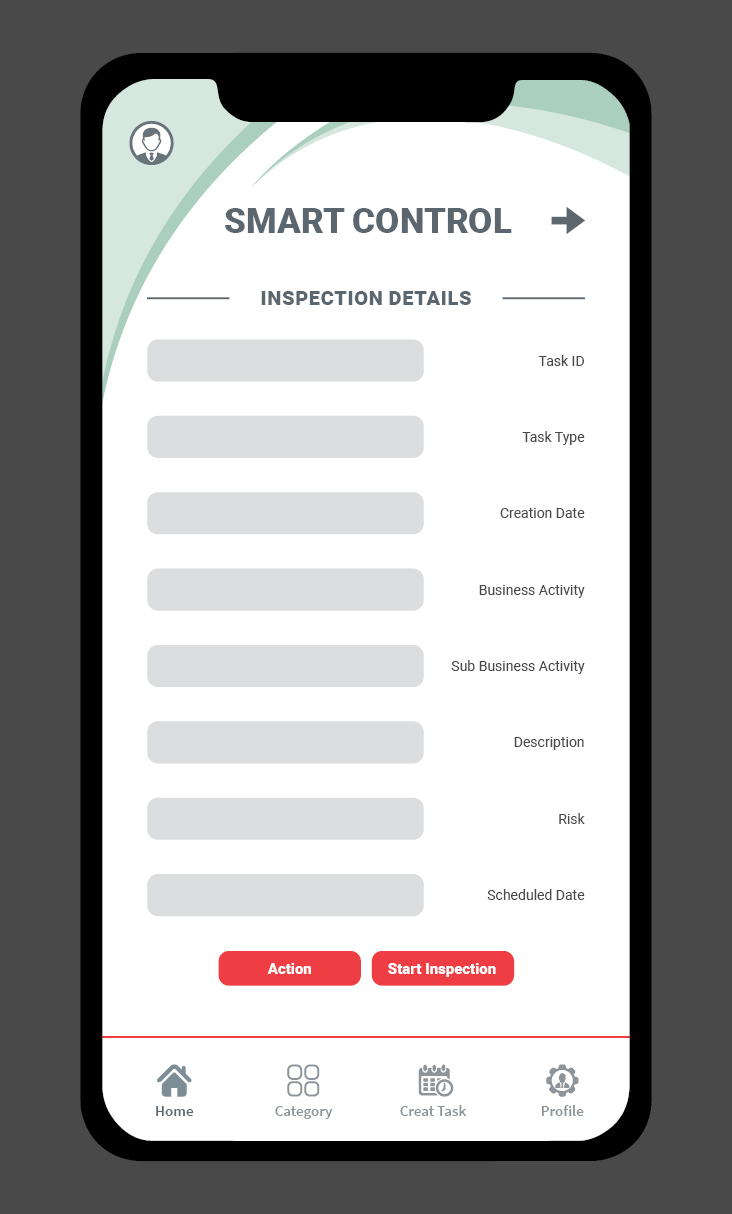 SMART CONTROL
INSPECTION DETAILS
Task ID
Task Type
Creation Date
Business Activity
Sub Business Activity
Description
Risk
Scheduled Date
Action
Start Inspection
Home
Category
Creat Task
Profile